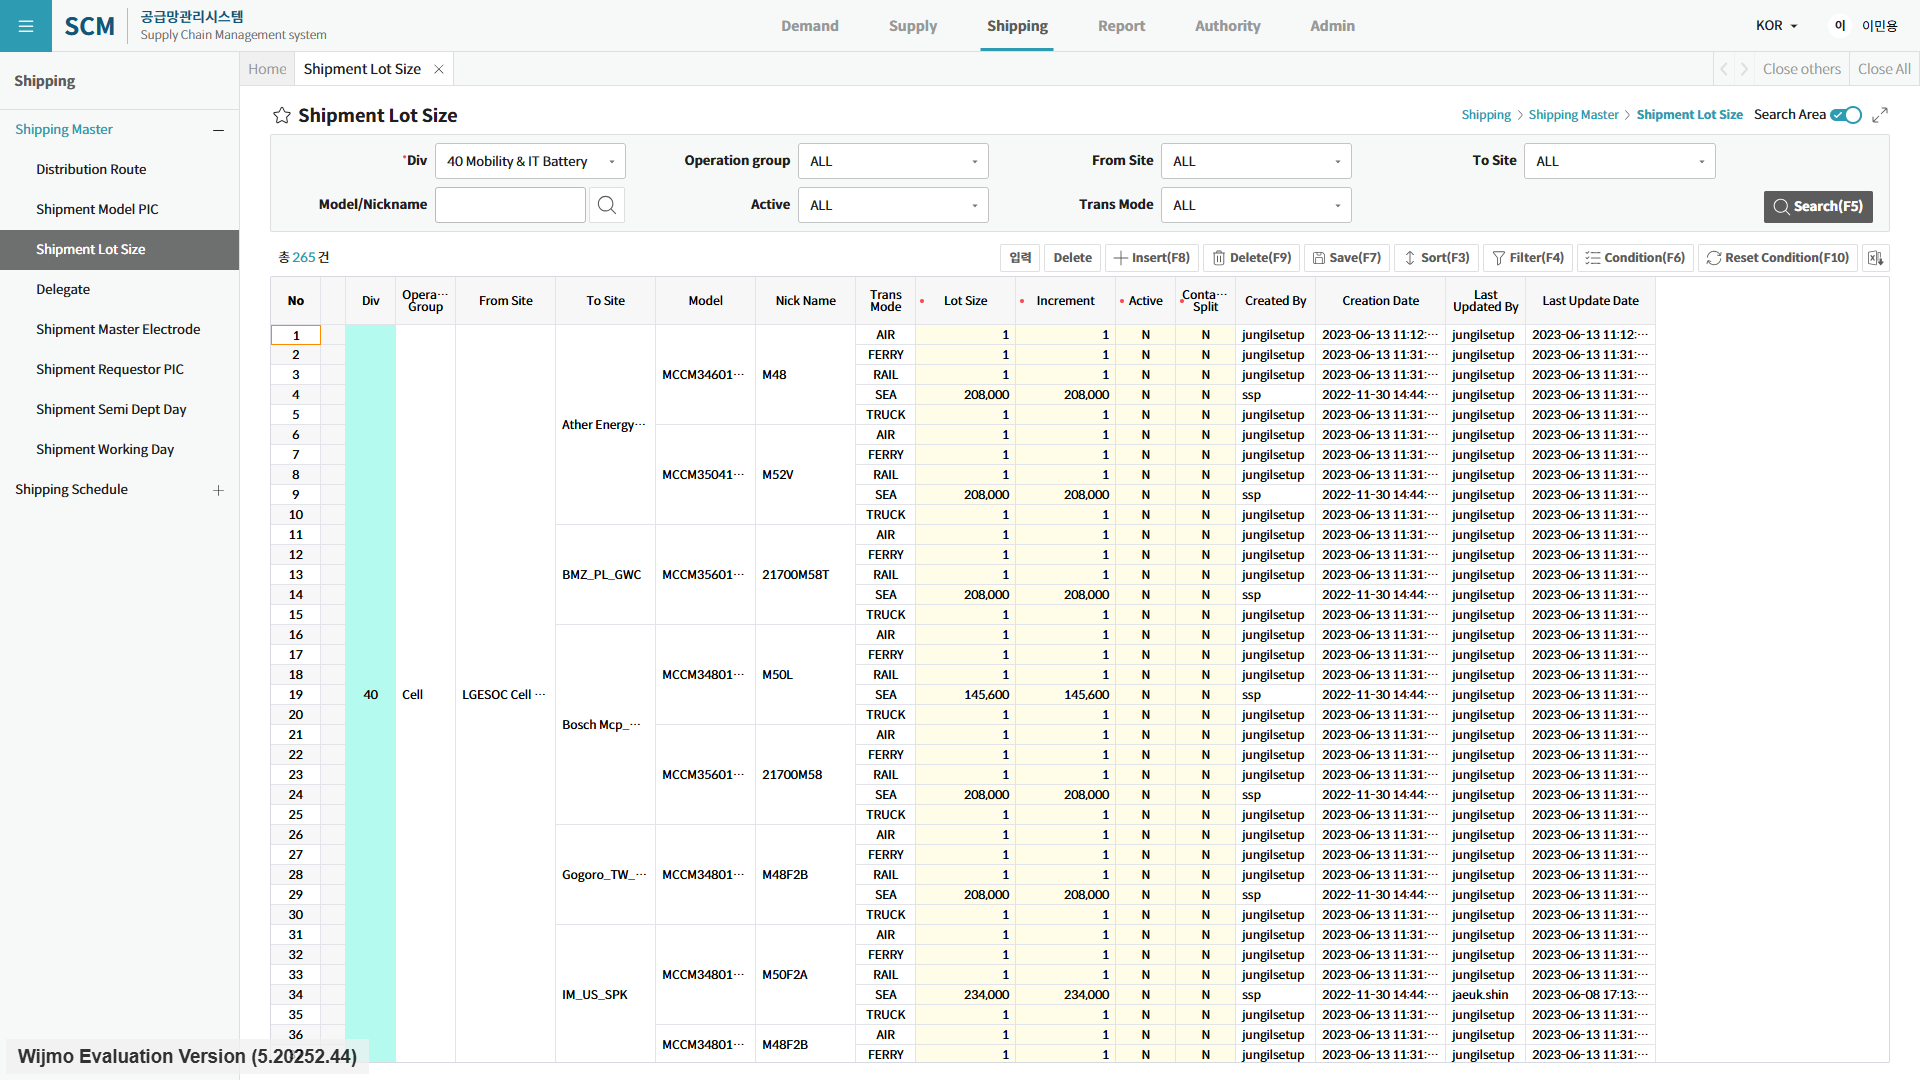 SCM
공급망관리시스템
Supply Chain Management system
Demand Supply Shipping Report Authority Admin
KOR 이 이민용
Shipping
Home Shipment Lot Size
Close others Close All
Shipping Master
Distribution Route
Shipment Model PIC
Shipment Lot Size
Delegate
Shipment Master Electrode
Shipment Requestor PIC
Shipment Semi Dept Day
Shipment Working Day
Shipping Schedule
Shipment Lot Size
Shipping > Shipping Master > Shipment Lot Size Search Area
*Div 40 Mobility & IT Battery Operation group ALL From Site ALL To Site ALL
Model/Nickname Active ALL Trans Mode ALL Search(F5)
총 265 건
입력 Delete Insert(F8) Delete(F9) Save(F7) Sort(F3) Filter(F4) Condition(F6) Reset Condition(F10)
No Div Opera··· Group From Site To Site Model Nick Name Trans Mode Lot Size Increment Active Conta··· Split Created By Creation Date Last Updated By Last Update Date
1 AIR 1 1 N N jungilsetup 2023-06-13 11:12:··· jungilsetup 2023-06-13 11:12:···
2 FERRY 1 1 N N jungilsetup 2023-06-13 11:31:··· jungilsetup 2023-06-13 11:31:···
3 MCCM34601··· M48 RAIL 1 1 N N jungilsetup 2023-06-13 11:31:··· jungilsetup 2023-06-13 11:31:···
4 SEA 208,000 208,000 N N ssp 2022-11-30 14:44:··· jungilsetup 2023-06-13 11:31:···
5 TRUCK 1 1 N N jungilsetup 2023-06-13 11:31:··· jungilsetup 2023-06-13 11:31:···
Ather Energy···
6 AIR 1 1 N N jungilsetup 2023-06-13 11:31:··· jungilsetup 2023-06-13 11:31:···
7 FERRY 1 1 N N jungilsetup 2023-06-13 11:31:··· jungilsetup 2023-06-13 11:31:···
8 MCCM35041··· M52V RAIL 1 1 N N jungilsetup 2023-06-13 11:31:··· jungilsetup 2023-06-13 11:31:···
9 SEA 208,000 208,000 N N ssp 2022-11-30 14:44:··· jungilsetup 2023-06-13 11:31:···
10 TRUCK 1 1 N N jungilsetup 2023-06-13 11:31:··· jungilsetup 2023-06-13 11:31:···
11 AIR 1 1 N N jungilsetup 2023-06-13 11:31:··· jungilsetup 2023-06-13 11:31:···
12 FERRY 1 1 N N jungilsetup 2023-06-13 11:31:··· jungilsetup 2023-06-13 11:31:···
13 BMZ_PL_GWC MCCM35601··· 21700M58T RAIL 1 1 N N jungilsetup 2023-06-13 11:31:··· jungilsetup 2023-06-13 11:31:···
14 SEA 208,000 208,000 N N ssp 2022-11-30 14:44:··· jungilsetup 2023-06-13 11:31:···
15 TRUCK 1 1 N N jungilsetup 2023-06-13 11:31:··· jungilsetup 2023-06-13 11:31:···
16 AIR 1 1 N N jungilsetup 2023-06-13 11:31:··· jungilsetup 2023-06-13 11:31:···
17 FERRY 1 1 N N jungilsetup 2023-06-13 11:31:··· jungilsetup 2023-06-13 11:31:···
18 MCCM34801··· M50L RAIL 1 1 N N jungilsetup 2023-06-13 11:31:··· jungilsetup 2023-06-13 11:31:···
19 40 Cell LGESOC Cell ··· SEA 145,600 145,600 N N ssp 2022-11-30 14:44:··· jungilsetup 2023-06-13 11:31:···
20 TRUCK 1 1 N N jungilsetup 2023-06-13 11:31:··· jungilsetup 2023-06-13 11:31:···
Bosch Mcp_···
21 AIR 1 1 N N jungilsetup 2023-06-13 11:31:··· jungilsetup 2023-06-13 11:31:···
22 FERRY 1 1 N N jungilsetup 2023-06-13 11:31:··· jungilsetup 2023-06-13 11:31:···
23 MCCM35601··· 21700M58 RAIL 1 1 N N jungilsetup 2023-06-13 11:31:··· jungilsetup 2023-06-13 11:31:···
24 SEA 208,000 208,000 N N ssp 2022-11-30 14:44:··· jungilsetup 2023-06-13 11:31:···
25 TRUCK 1 1 N N jungilsetup 2023-06-13 11:31:··· jungilsetup 2023-06-13 11:31:···
26 AIR 1 1 N N jungilsetup 2023-06-13 11:31:··· jungilsetup 2023-06-13 11:31:···
27 FERRY 1 1 N N jungilsetup 2023-06-13 11:31:··· jungilsetup 2023-06-13 11:31:···
28 Gogoro_TW_··· MCCM34801··· M48F2B RAIL 1 1 N N jungilsetup 2023-06-13 11:31:··· jungilsetup 2023-06-13 11:31:···
29 SEA 208,000 208,000 N N ssp 2022-11-30 14:44:··· jungilsetup 2023-06-13 11:31:···
30 TRUCK 1 1 N N jungilsetup 2023-06-13 11:31:··· jungilsetup 2023-06-13 11:31:···
31 AIR 1 1 N N jungilsetup 2023-06-13 11:31:··· jungilsetup 2023-06-13 11:31:···
32 FERRY 1 1 N N jungilsetup 2023-06-13 11:31:··· jungilsetup 2023-06-13 11:31:···
33 MCCM34801··· M50F2A RAIL 1 1 N N jungilsetup 2023-06-13 11:31:··· jungilsetup 2023-06-13 11:31:···
34 IM_US_SPK SEA 234,000 234,000 N N ssp 2022-11-30 14:44:··· jaeuk.shin 2023-06-08 17:13:···
35 TRUCK 1 1 N N jungilsetup 2023-06-13 11:31:··· jungilsetup 2023-06-13 11:31:···
36 AIR 1 1 N N jungilsetup 2023-06-13 11:31:··· jungilsetup 2023-06-13 11:31:···
MCCM34801··· M48F2B
FERRY 1 1 N N jungilsetup 2023-06-13 11:31:··· jungilsetup 2023-06-13 11:31:···
Wijmo Evaluation Version (5.20252.44)